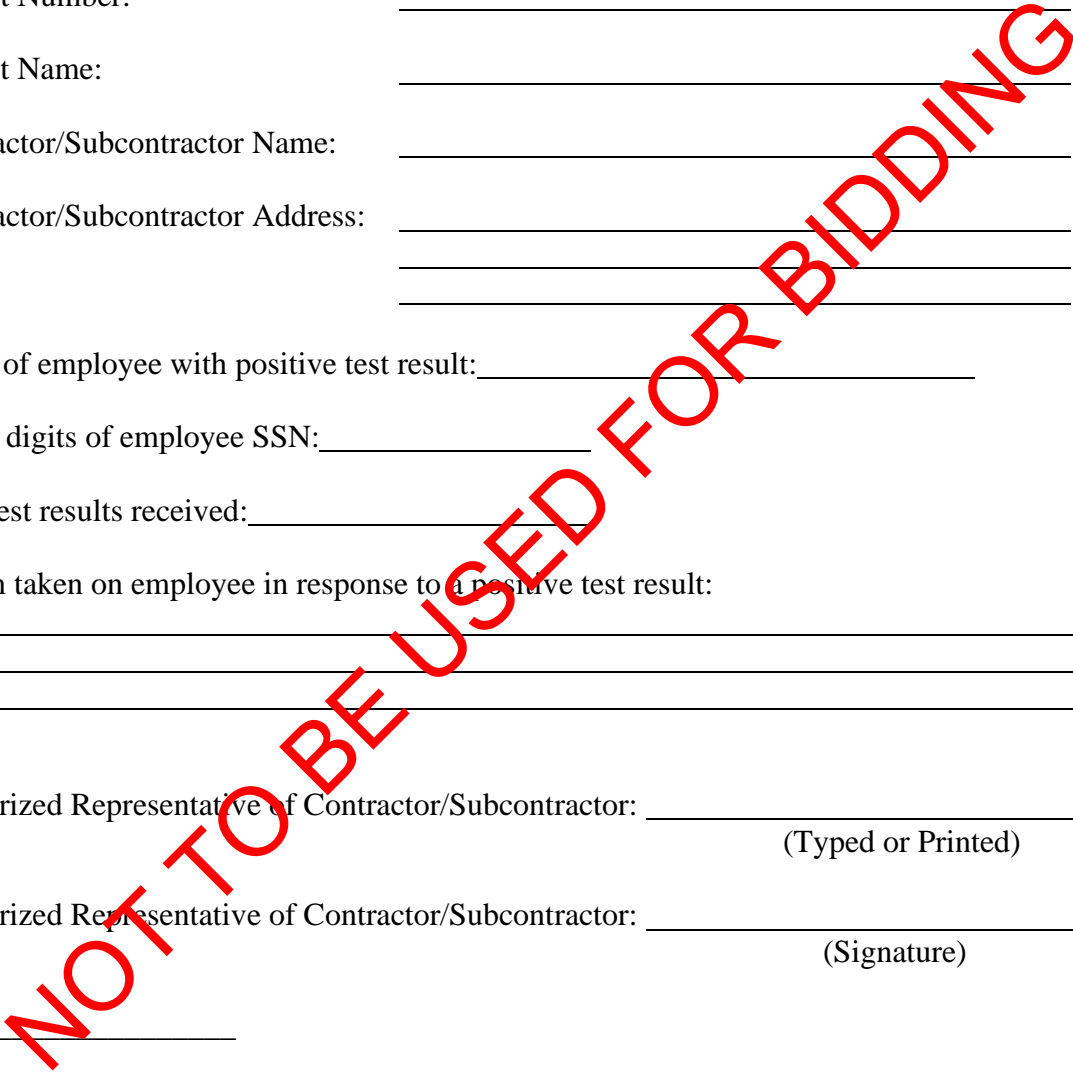 t Number:
t Name:
actor/Subcontractor Name:
actor/Subcontractor Address:
of employee with positive test result:
digits of employee SSN:
est results received:
n taken on employee in response to a positive test result:
rized Representative of Contractor/Subcontractor:
(Typed or Printed)
rized Representative of Contractor/Subcontractor:
(Signature)
NOT TO BE USED FOR BIDDING